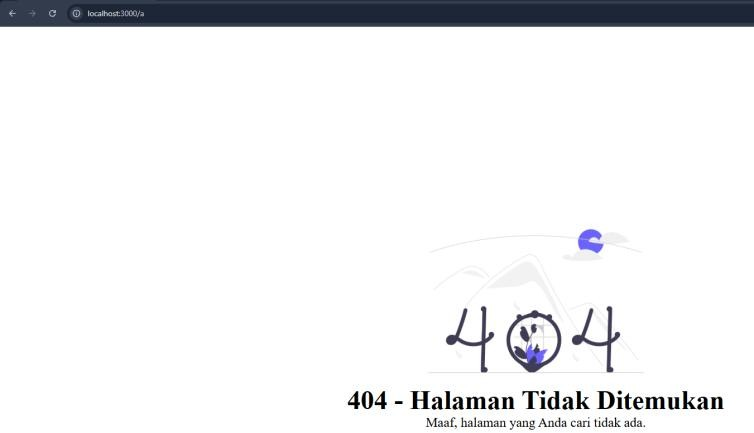 localhost:3000/a
404
404 - Halaman Tidak Ditemukan
Maaf, halaman yang Anda cari tidak ada.